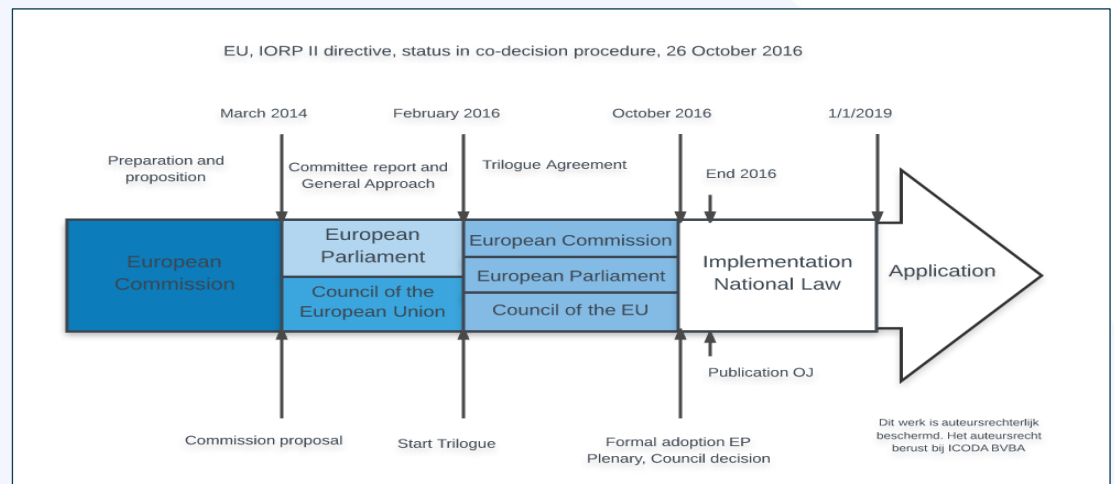 EU, IORP II directive, status in co-decision procedure, 26 October 2016
March 2014
February 2016
October 2016
1/1/2019
Preparation and
proposition
Committee report and
General Approach
Trilogue Agreement
End 2016
European
Commission
European
Parliament
Council of the
European Union
European Commission
European Parliament
Council of the EU
Implementation
National Law
Application
Publication OJ
Commission proposal
Start Trilogue
Formal adoption EP
Plenary, Council decision
Dit werk is auteursrechterlijk
beschermd. Het auteursrecht
berust bij ICODA BVBA